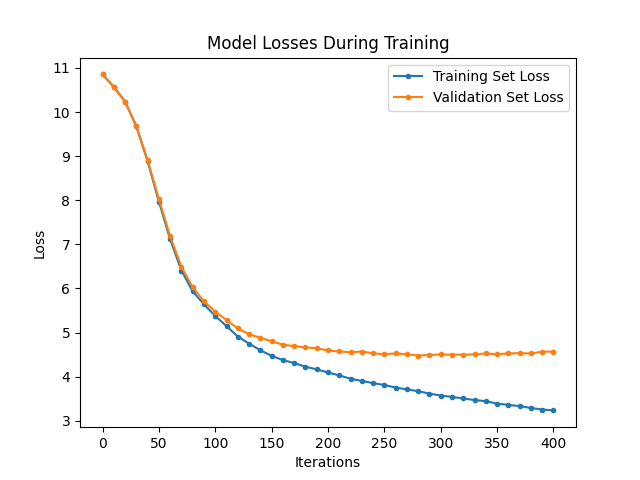 Model Losses During Training
Training Set Loss
Validation Set Loss
11
10
9
8
7
6
5
4
3
Loss
0 50 100 150 200 250 300 350 400
Iterations